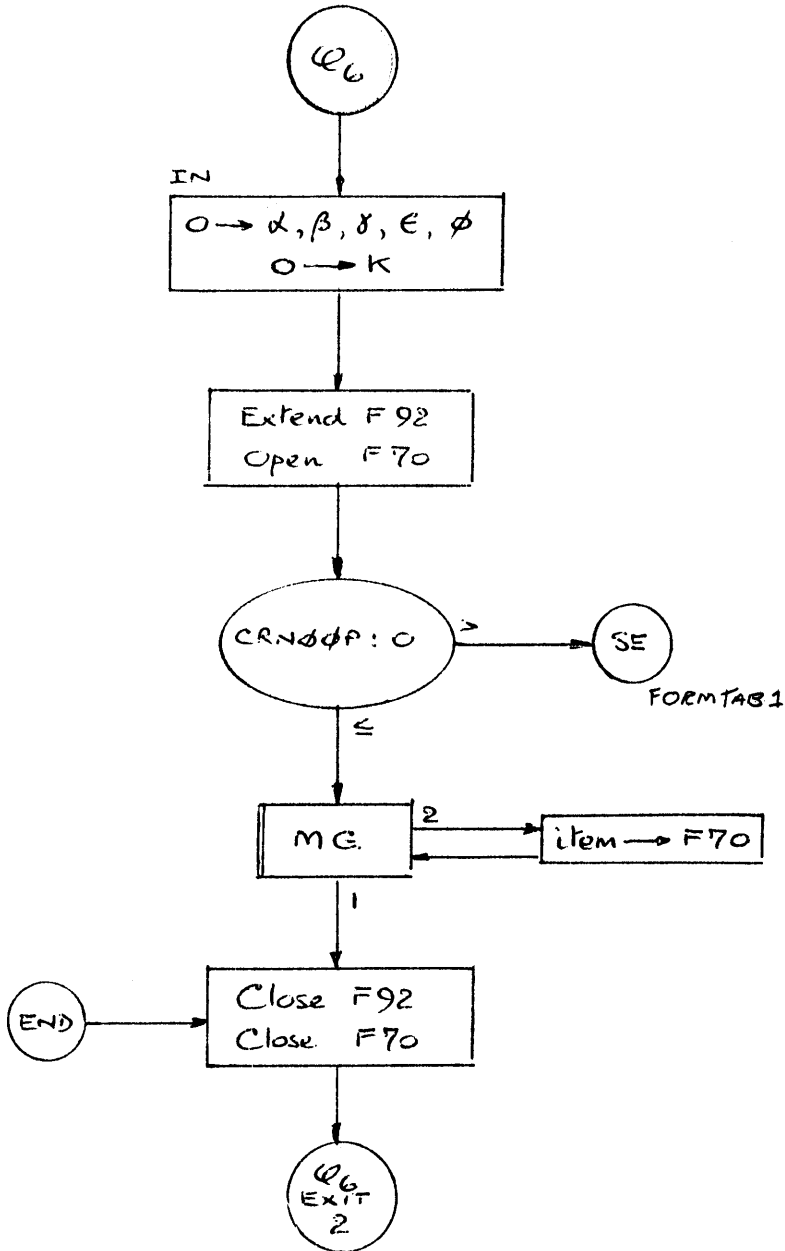 φ6
IN
0 → α, β, γ, ϵ, ϕ
0 → K
Extend F92
Open F70
CRNϕϕP : 0
>
SE
FORMTAB1
≤
MG.
2
item → F70
1
END
Close F92
Close F70
φ6
EXIT
2